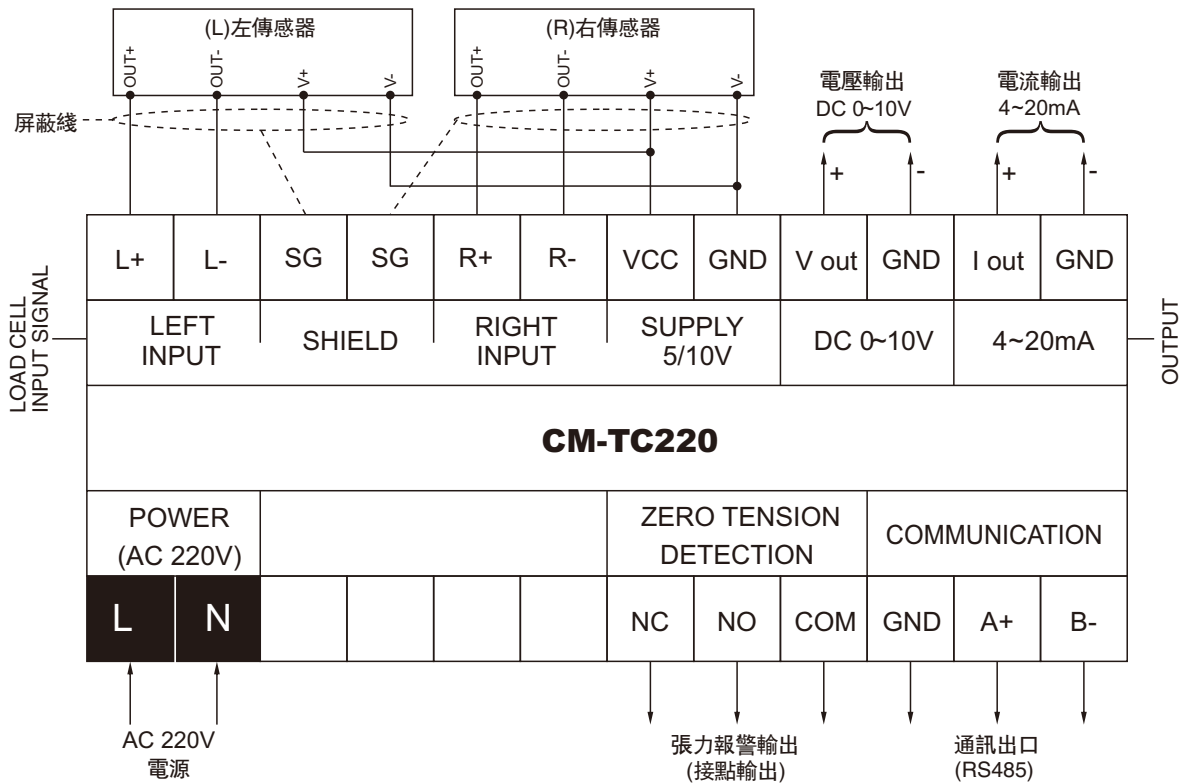 (L)左傳感器
(R)右傳感器
OUT+
OUT-
V+
V-
OUT+
OUT-
V+
V-
屏蔽綫
電壓輸出
DC 0~10V
+
-
電流輸出
4~20mA
+
-
L+
L-
SG
SG
R+
R-
VCC
GND
V out
GND
I out
GND
LOAD CELL
INPUT SIGNAL
LEFT
INPUT
SHIELD
RIGHT
INPUT
SUPPLY
5/10V
DC 0~10V
4~20mA
OUTPUT
CM-TC220
POWER
(AC 220V)
ZERO TENSION
DETECTION
COMMUNICATION
L
N
NC
NO
COM
GND
A+
B-
AC 220V
電源
張力報警輸出
(接點輸出)
通訊出口
(RS485)